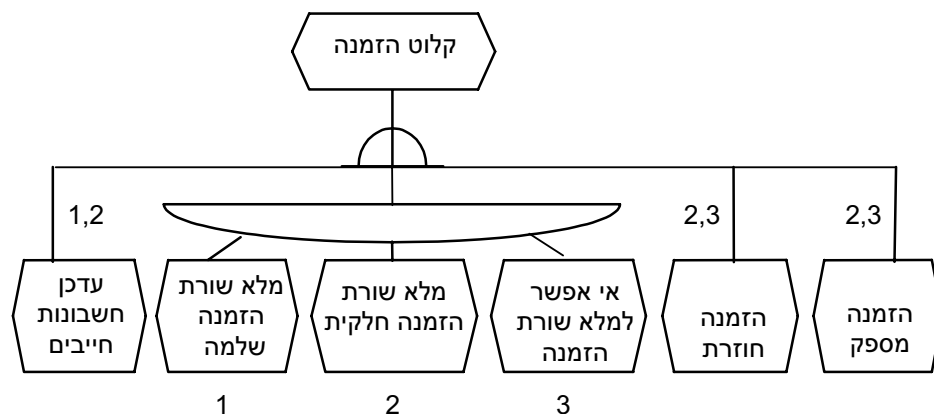 קלוט הזמנה
1,2
2,3
2,3
עדכן
חשבונות
חייבים
מלא שורת
הזמנה
שלמה
מלא שורת
הזמנה חלקית
אי אפשר
למלא שורת
הזמנה
הזמנה
חוזרת
הזמנה
מספק
1
2
3